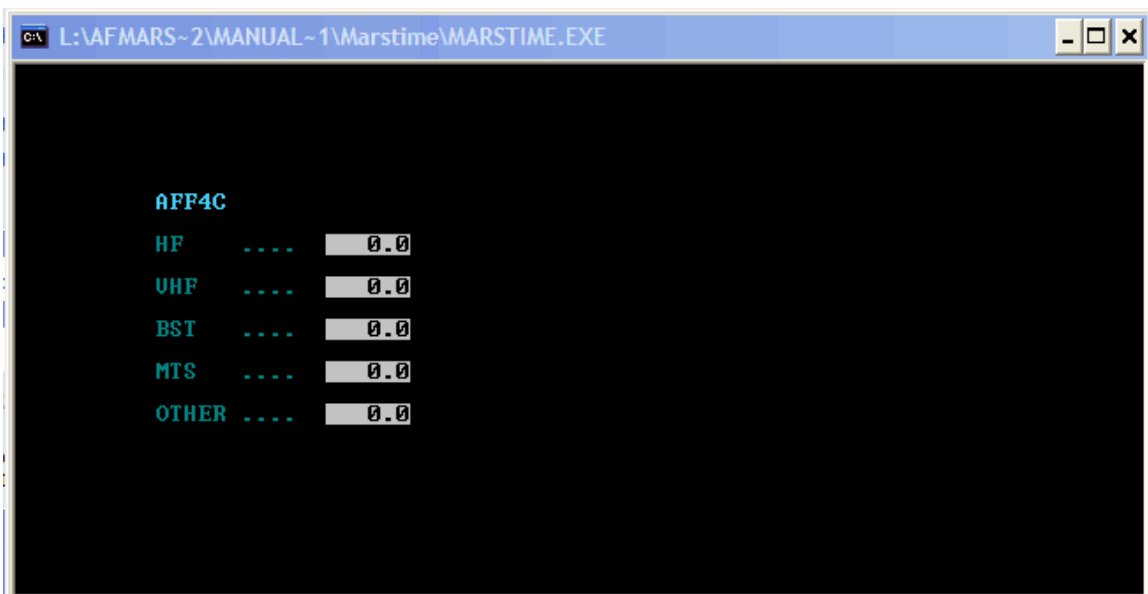 L:\AFMARS~2\MANUAL~1\Marstime\MARSTIME.EXE
AFF4C
HF .... 0.0
VHF .... 0.0
BST .... 0.0
MTS .... 0.0
OTHER .... 0.0